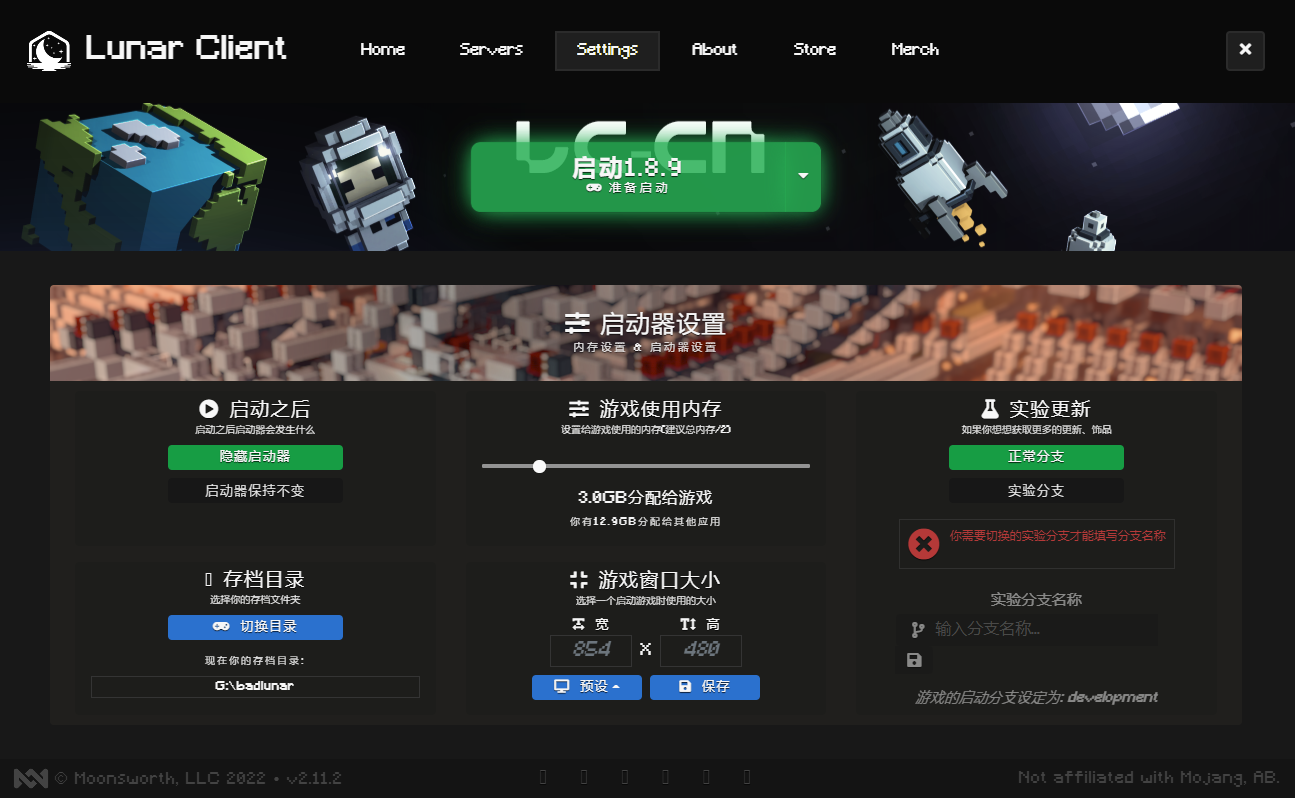 Lunar Client
Home
Servers
Settings
About
Store
Merch
LC-CN
启动1.8.9
准备启动
启动器设置
内存设置 & 启动器设置
启动之后
启动之后启动器会发生什么
隐藏启动器
启动器保持不变
游戏使用内存
设置给游戏使用的内存(建议总内存/2)
3.0GB分配给游戏
你有12.9GB分配给其他应用
实验更新
如果你想想获取更多的更新、饰品
正常分支
实验分支
你需要切换的实验分支才能填写分支名称
实验分支名称
输入分支名称...
游戏的启动分支设定为: development
存档目录
选择你的存档文件夹
切换目录
现在你的存档目录:
G:\badlunar
游戏窗口大小
选择一个启动游戏时使用的大小
宽
高
854 X 480
预设
保存
© Moonsworth, LLC 2022 • v2.11.2
Not affiliated with Mojang, AB.